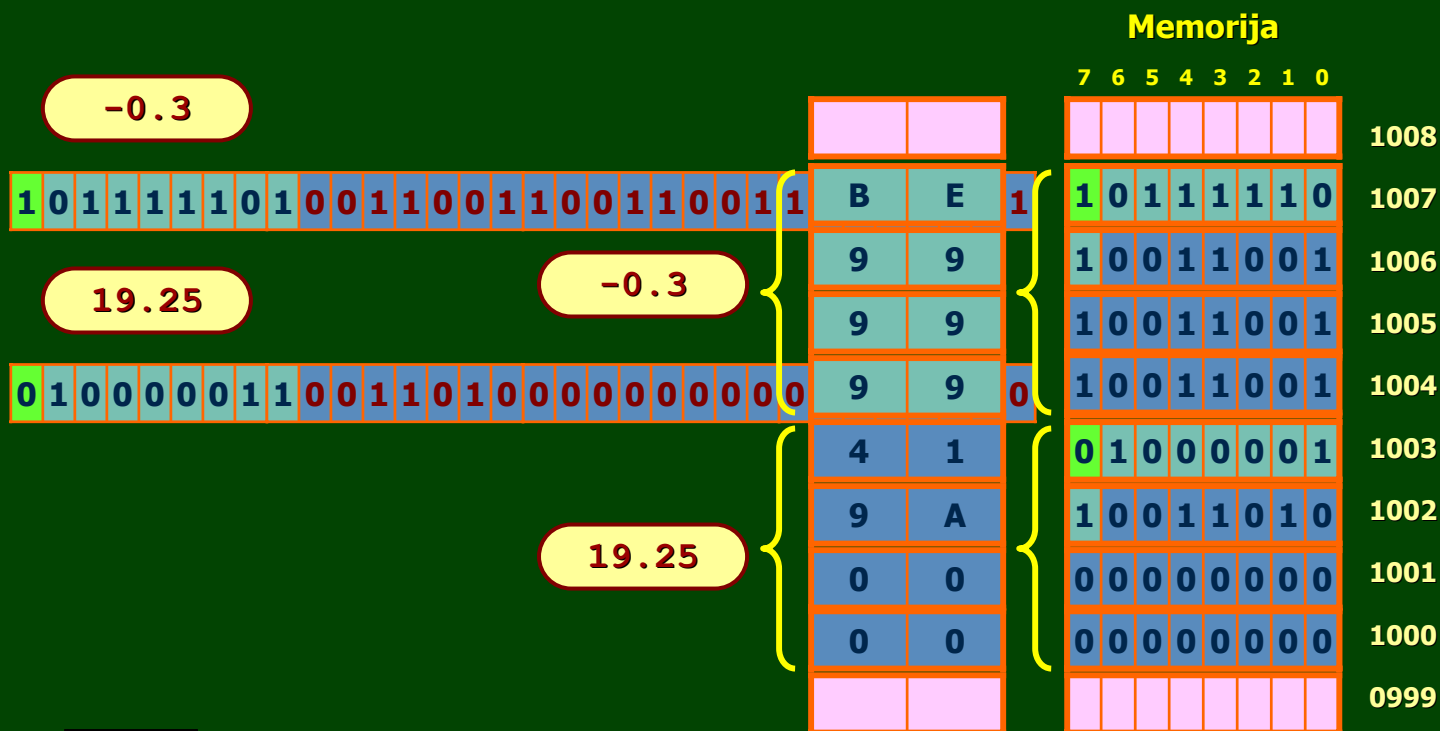 Memorija
7 6 5 4 3 2 1 0
-0.3
1008
1 0 1 1 1 1 1 0 1 0 0 1 1 0 0 1 1 0 0 1 1 0 0 1 1
B E
1
1 0 1 1 1 1 1 0 1007
9 9
1 0 0 1 1 0 0 1 1006
-0.3
19.25
9 9
1 0 0 1 1 0 0 1 1005
0 1 0 0 0 0 0 1 1 0 0 1 1 0 1 0 0 0 0 0 0 0 0 0 0
9 9
0
1 0 0 1 1 0 0 1 1004
4 1
0 1 0 0 0 0 0 1 1003
9 A
1 0 0 1 1 0 1 0 1002
19.25
0 0
0 0 0 0 0 0 0 0 1001
0 0
0 0 0 0 0 0 0 0 1000
0999